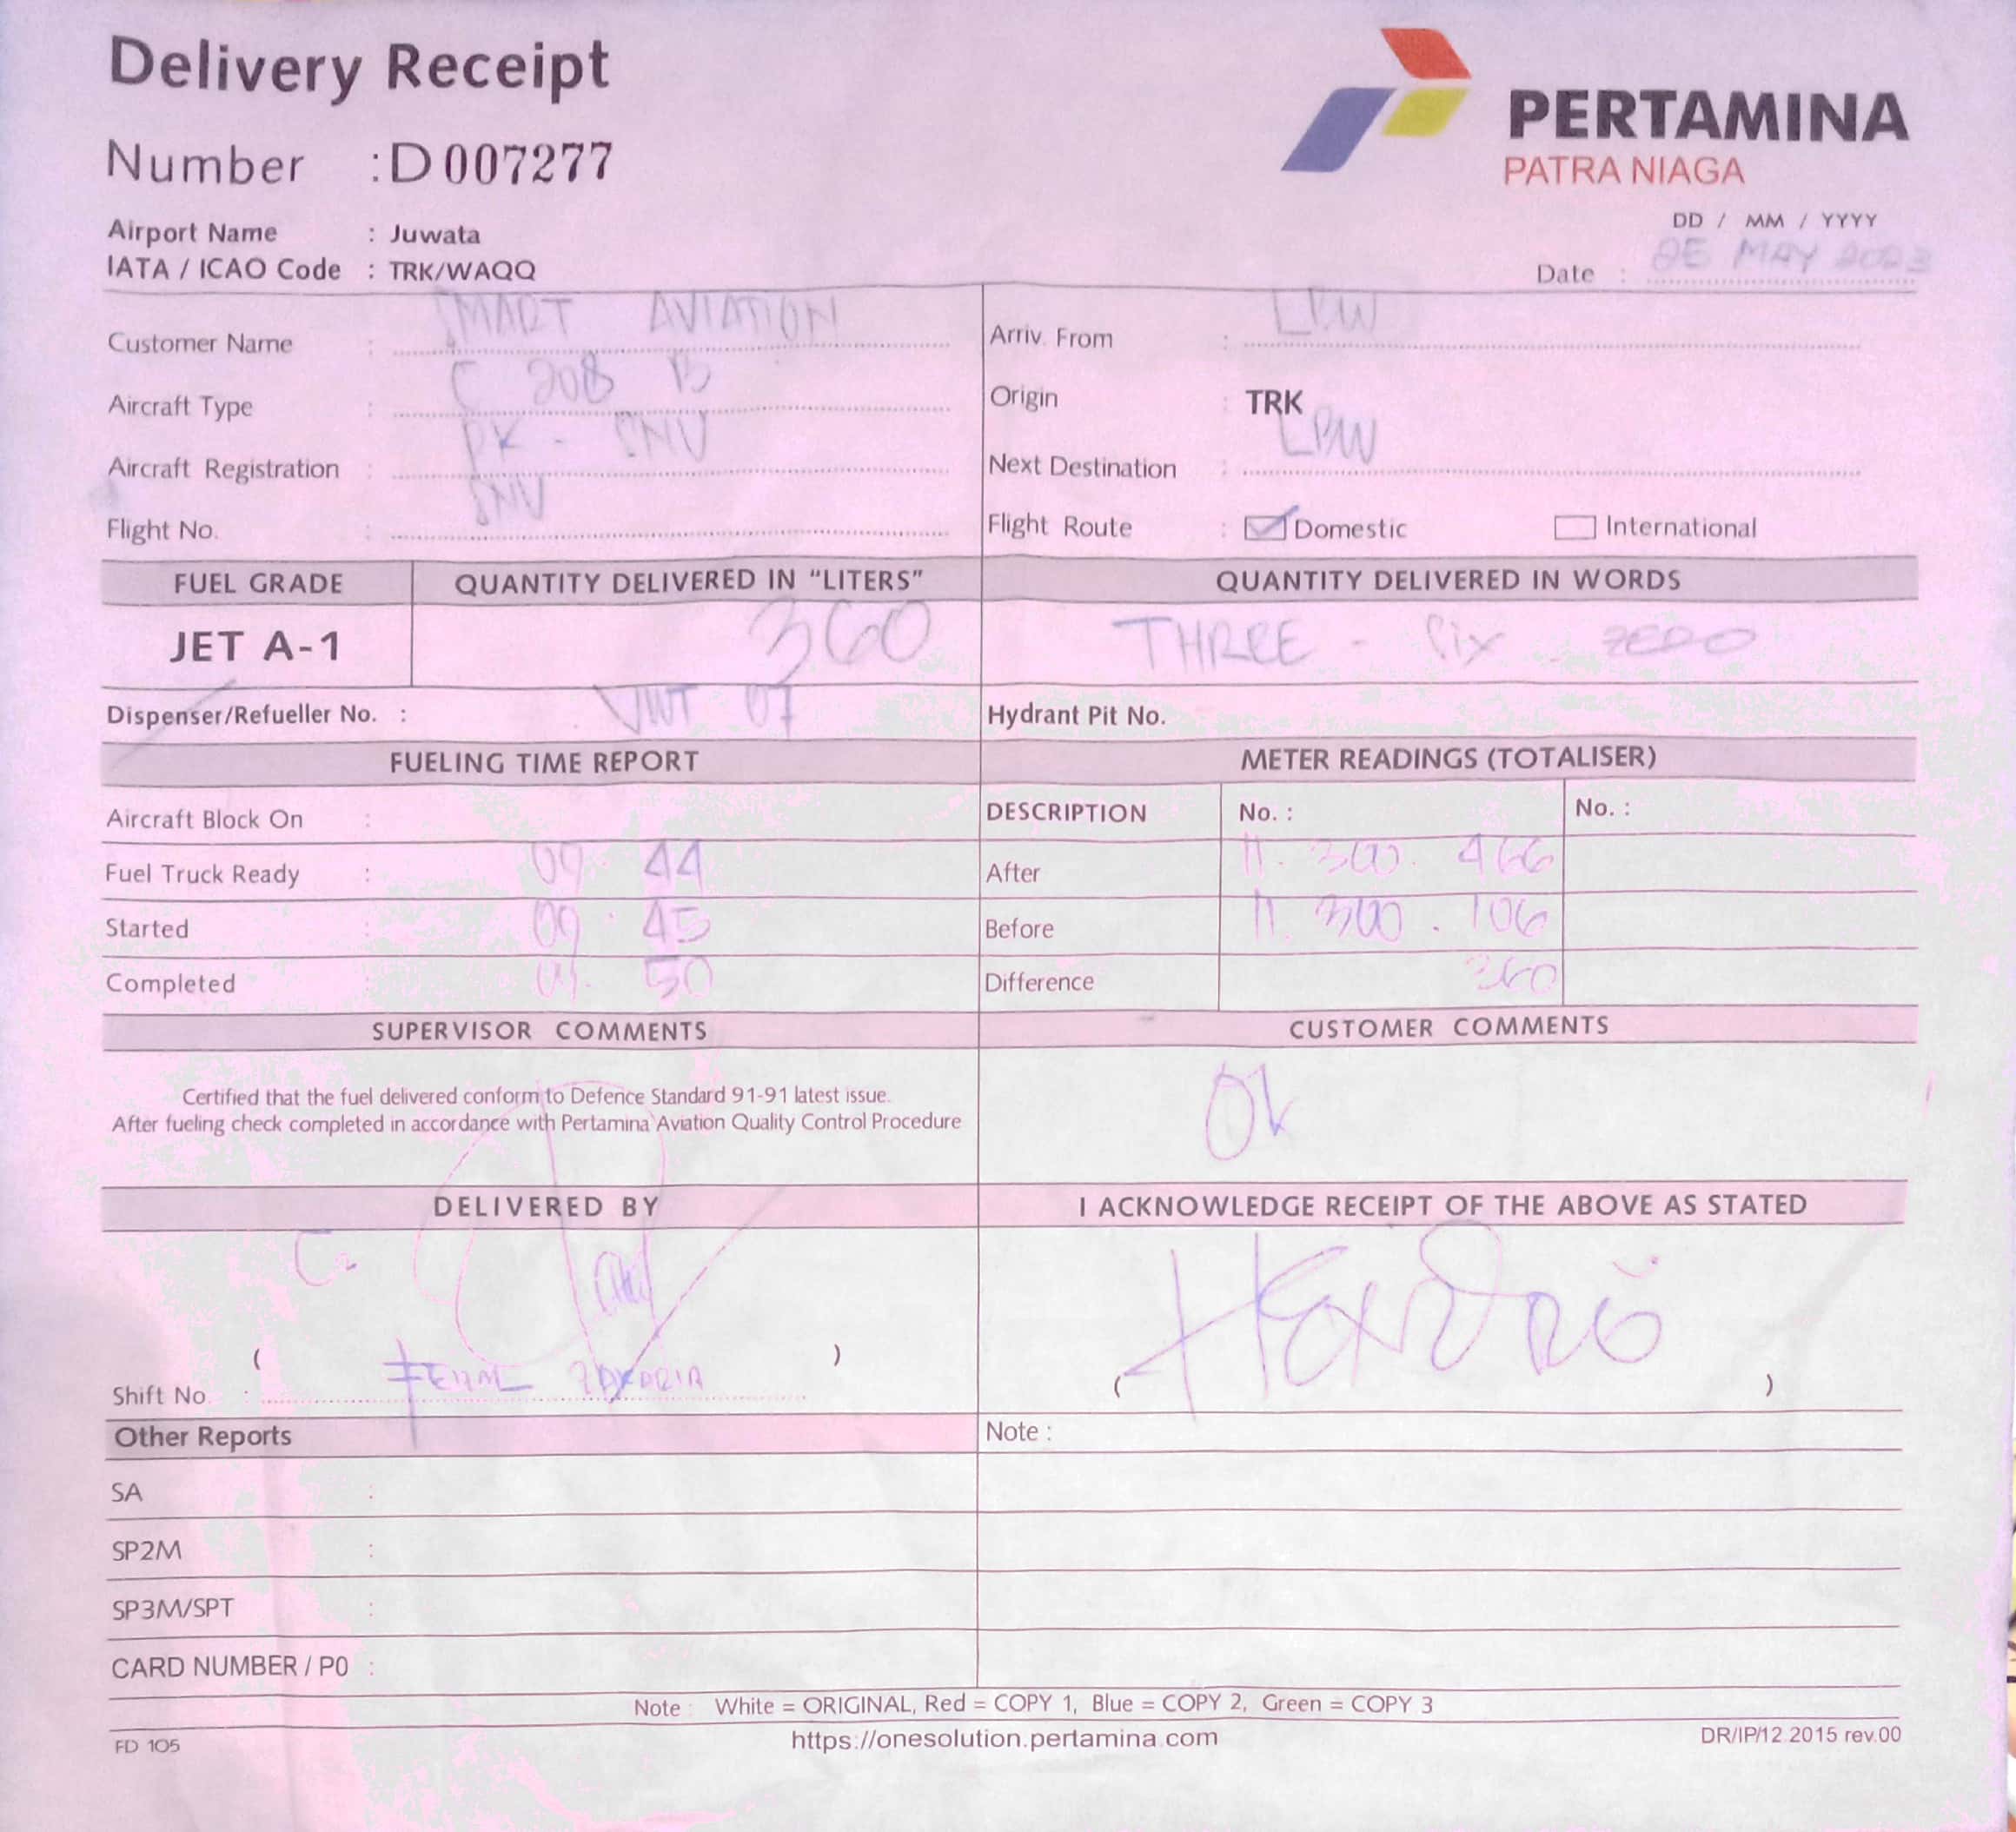 Delivery Receipt
PERTAMINA
PATRA NIAGA
Number : D 007277
Airport Name : Juwata
DD / MM / YYYY
IATA / ICAO Code : TRK/WAQQ
Date : 25 MAY 2023
Customer Name : SMART AVIATION
Arriv. From : LBW
Aircraft Type : C 208 B
Origin : TRK
Aircraft Registration : PK - SNV
Next Destination : LBW
Flight No. : SNV
Flight Route : Domestic International
FUEL GRADE QUANTITY DELIVERED IN "LITERS" QUANTITY DELIVERED IN WORDS
JET A-1 360 THREE - SIX - ZERO
Dispenser/Refueller No. : 07
Hydrant Pit No.
FUELING TIME REPORT METER READINGS (TOTALISER)
Aircraft Block On :
DESCRIPTION No. : No. :
Fuel Truck Ready : 09 44
After 11. 300. 466
Started : 09. 45
Before 11. 300. 106
Completed : 09. 50
Difference 360
SUPERVISOR COMMENTS CUSTOMER COMMENTS
Certified that the fuel delivered conform to Defence Standard 91-91 latest issue.
After fueling check completed in accordance with Pertamina Aviation Quality Control Procedure
Ok
DELIVERED BY I ACKNOWLEDGE RECEIPT OF THE ABOVE AS STATED
( )
( )
Shift No :
Other Reports
Note :
SA :
SP2M :
SP3M/SPT :
CARD NUMBER / P0 :
Note : White = ORIGINAL, Red = COPY 1, Blue = COPY 2, Green = COPY 3
FD 105 https://onesolution.pertamina.com DR/IP/12.2015 rev.00